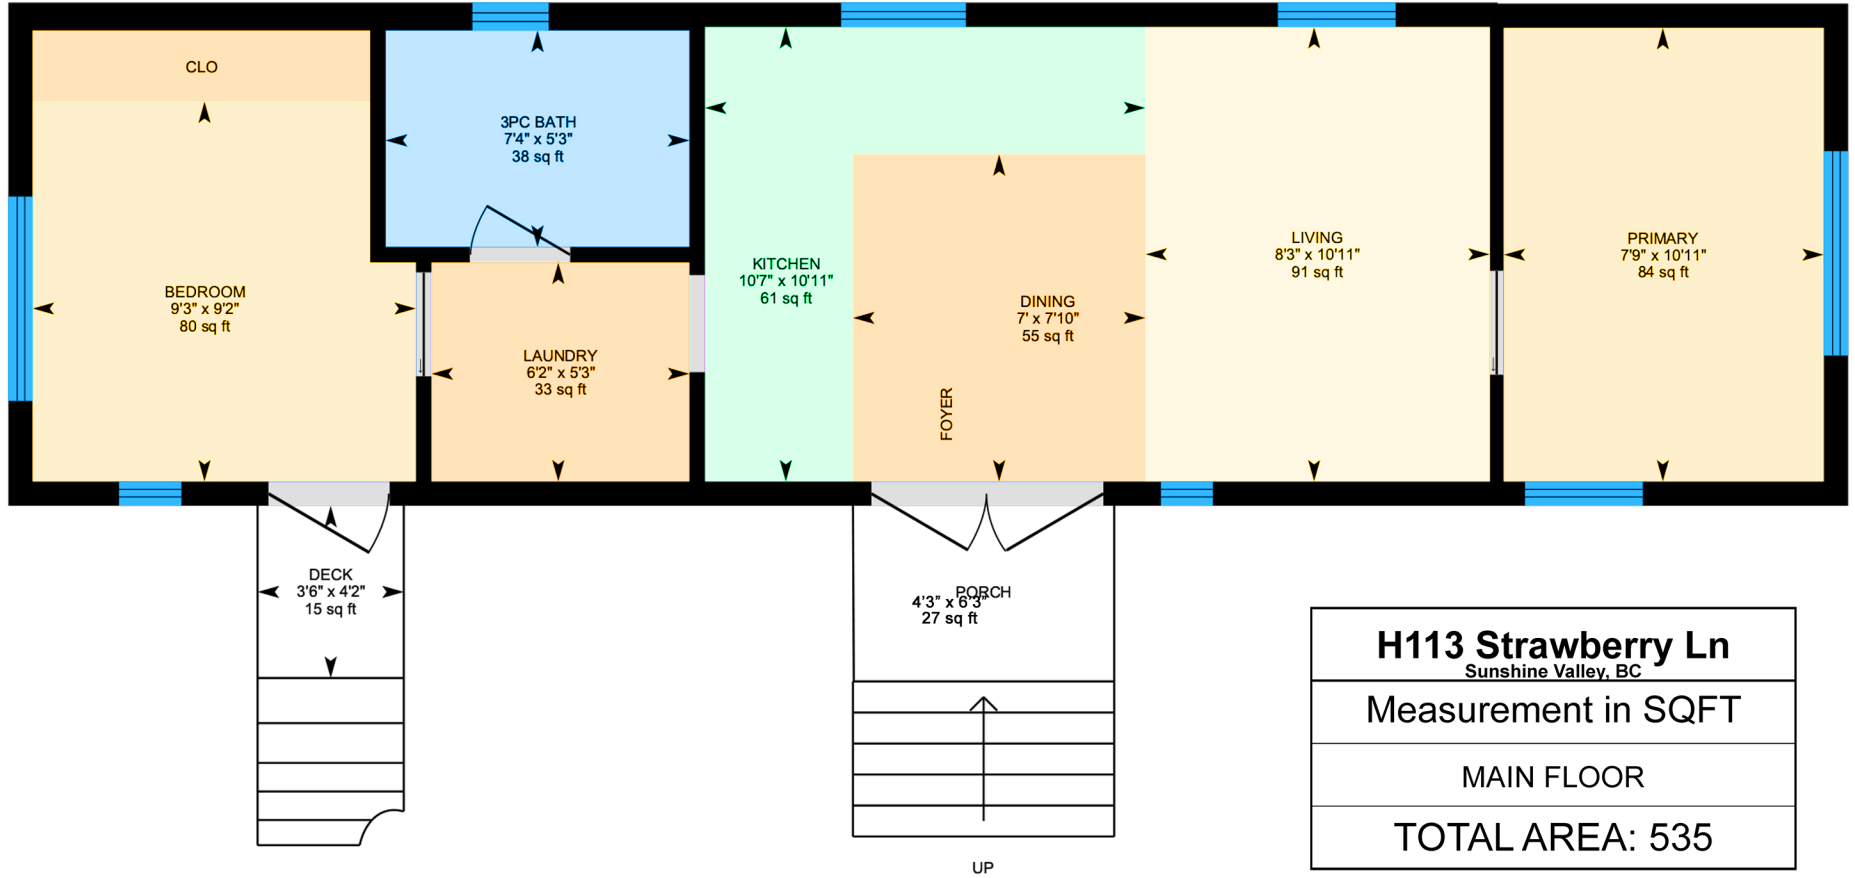 CLO
3PC BATH
7'4" x 5'3"
38 sq ft
BEDROOM
9'3" x 9'2"
80 sq ft
LAUNDRY
6'2" x 5'3"
33 sq ft
KITCHEN
10'7" x 10'11"
61 sq ft
DINING
7' x 7'10"
55 sq ft
FOYER
LIVING
8'3" x 10'11"
91 sq ft
PRIMARY
7'9" x 10'11"
84 sq ft
DECK
3'6" x 4'2"
15 sq ft
PORCH
4'3" x 6'3"
27 sq ft
UP
H113 Strawberry Ln
Sunshine Valley, BC
Measurement in SQFT
MAIN FLOOR
TOTAL AREA: 535